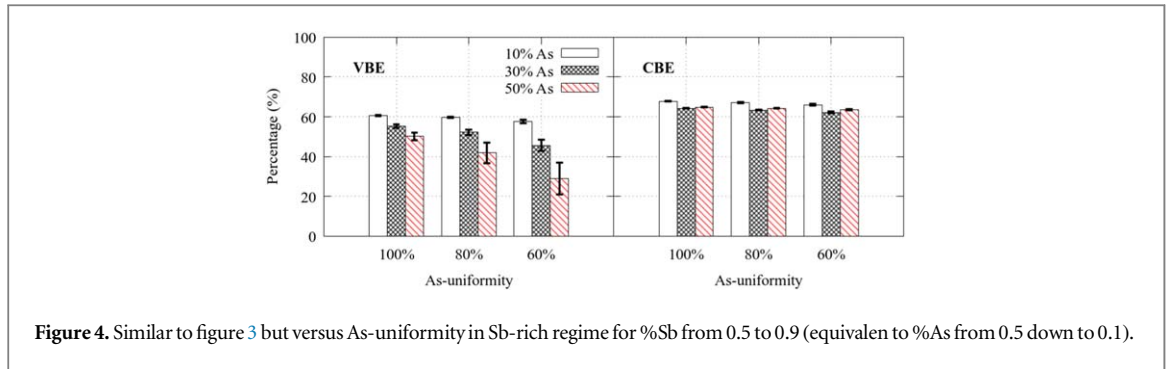 100
80
60
40
20
0
Percentage (%)
VBE
10% As
30% As
50% As
CBE
100% 80% 60%
100% 80% 60%
As-uniformity
As-uniformity
Figure 4. Similar to figure 3 but versus As-uniformity in Sb-rich regime for %Sb from 0.5 to 0.9 (equivalen to %As from 0.5 down to 0.1).